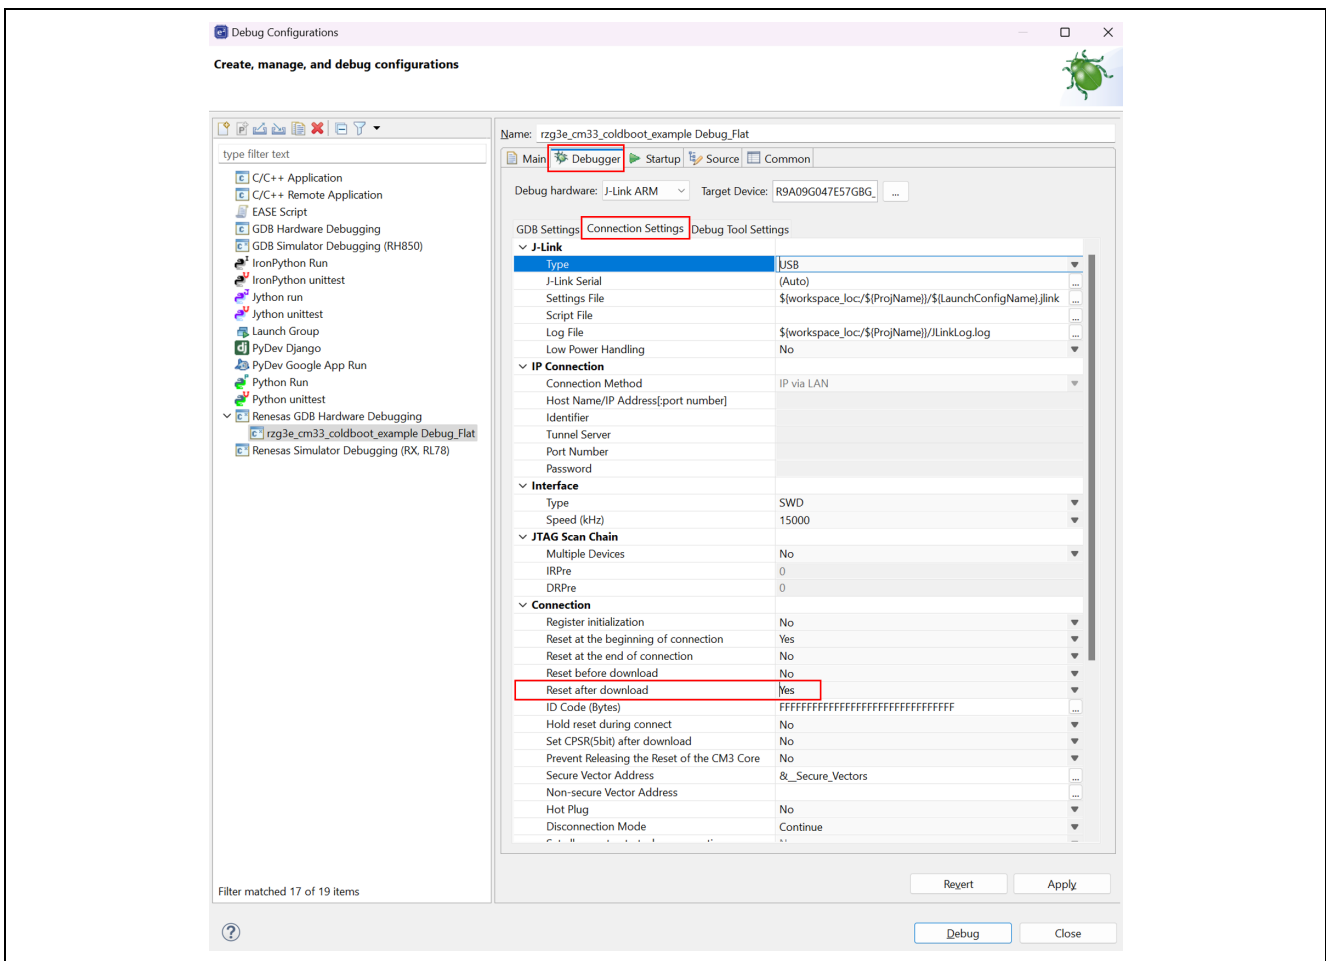 Debug Configurations
Create, manage, and debug configurations
type filter text
C/C++ Application
C/C++ Remote Application
EASE Script
GDB Hardware Debugging
GDB Simulator Debugging (RH850)
IronPython Run
IronPython unittest
Jython run
Jython unittest
Launch Group
PyDev Django
PyDev Google App Run
Python Run
Python unittest
Renesas GDB Hardware Debugging
rzg3e_cm33_coldboot_example Debug_Flat
Renesas Simulator Debugging (RX, RL78)
Filter matched 17 of 19 items
Name: rzg3e_cm33_coldboot_example Debug_Flat
Main Debugger Startup Source Common
Debug hardware: J-Link ARM Target Device: R9A09G047E57GBG_ ...
GDB Settings Connection Settings Debug Tool Settings
J-Link
Type USB
J-Link Serial (Auto) ...
Settings File ${workspace_loc:/${ProjName}}/${LaunchConfigName}.jlink ...
Script File ...
Log File ${workspace_loc:/${ProjName}}/JLinkLog.log ...
Low Power Handling No
IP Connection
Connection Method IP via LAN
Host Name/IP Address[:port number]
Identifier
Tunnel Server
Port Number
Password
Interface
Type SWD
Speed (kHz) 15000
JTAG Scan Chain
Multiple Devices No
IRPre 0
DRPre 0
Connection
Register initialization No
Reset at the beginning of connection Yes
Reset at the end of connection No
Reset before download No
Reset after download Yes
ID Code (Bytes) FFFFFFFFFFFFFFFFFFFFFFFFFFFFFFFF ...
Hold reset during connect No
Set CPSR(5bit) after download No
Prevent Releasing the Reset of the CM3 Core No
Secure Vector Address &__Secure_Vectors ...
Non-secure Vector Address ...
Hot Plug No
Disconnection Mode Continue
Revert Apply
Debug Close